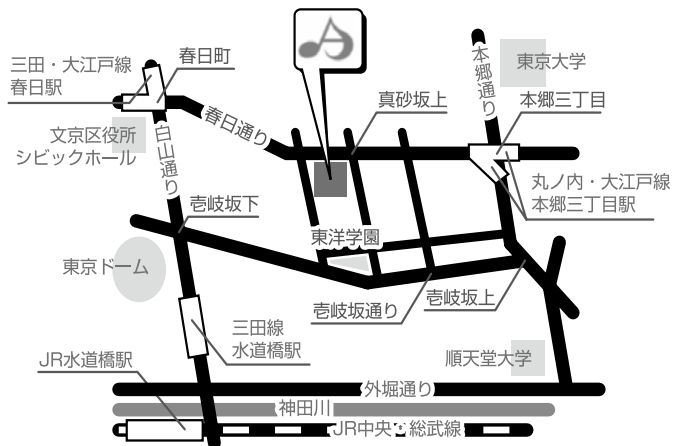 三田・大江戸線
春日駅
春日町
文京区役所
シビックホール
白山通り
春日通り
真砂坂上
本郷通り
東京大学
本郷三丁目
丸ノ内・大江戸線
本郷三丁目駅
壱岐坂下
東洋学園
東京ドーム
壱岐坂通り
壱岐坂上
三田線
水道橋駅
JR水道橋駅
順天堂大学
外堀通り
神田川
JR中央・総武線